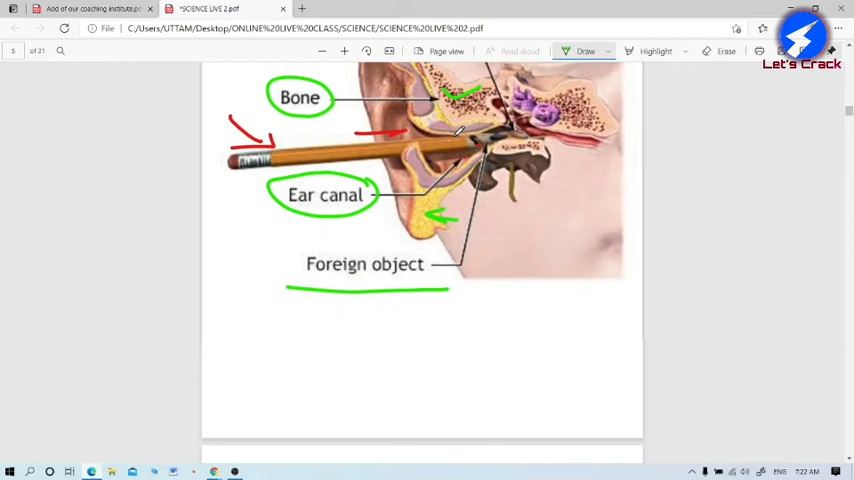 Add of our coaching institute.pd
*SCIENCE LIVE 2.pdf
File
C:/Users/UTTAM/Desktop/ONLINE%20LIVE%20CLASS/SCIENCE/SCIENCE%20LIVE%202.pdf
Let's Crack
5 of 31
Page view
Read aloud
Draw
Highlight
Erase
Bone
Ear canal
Foreign object
ENG
7:22 AM